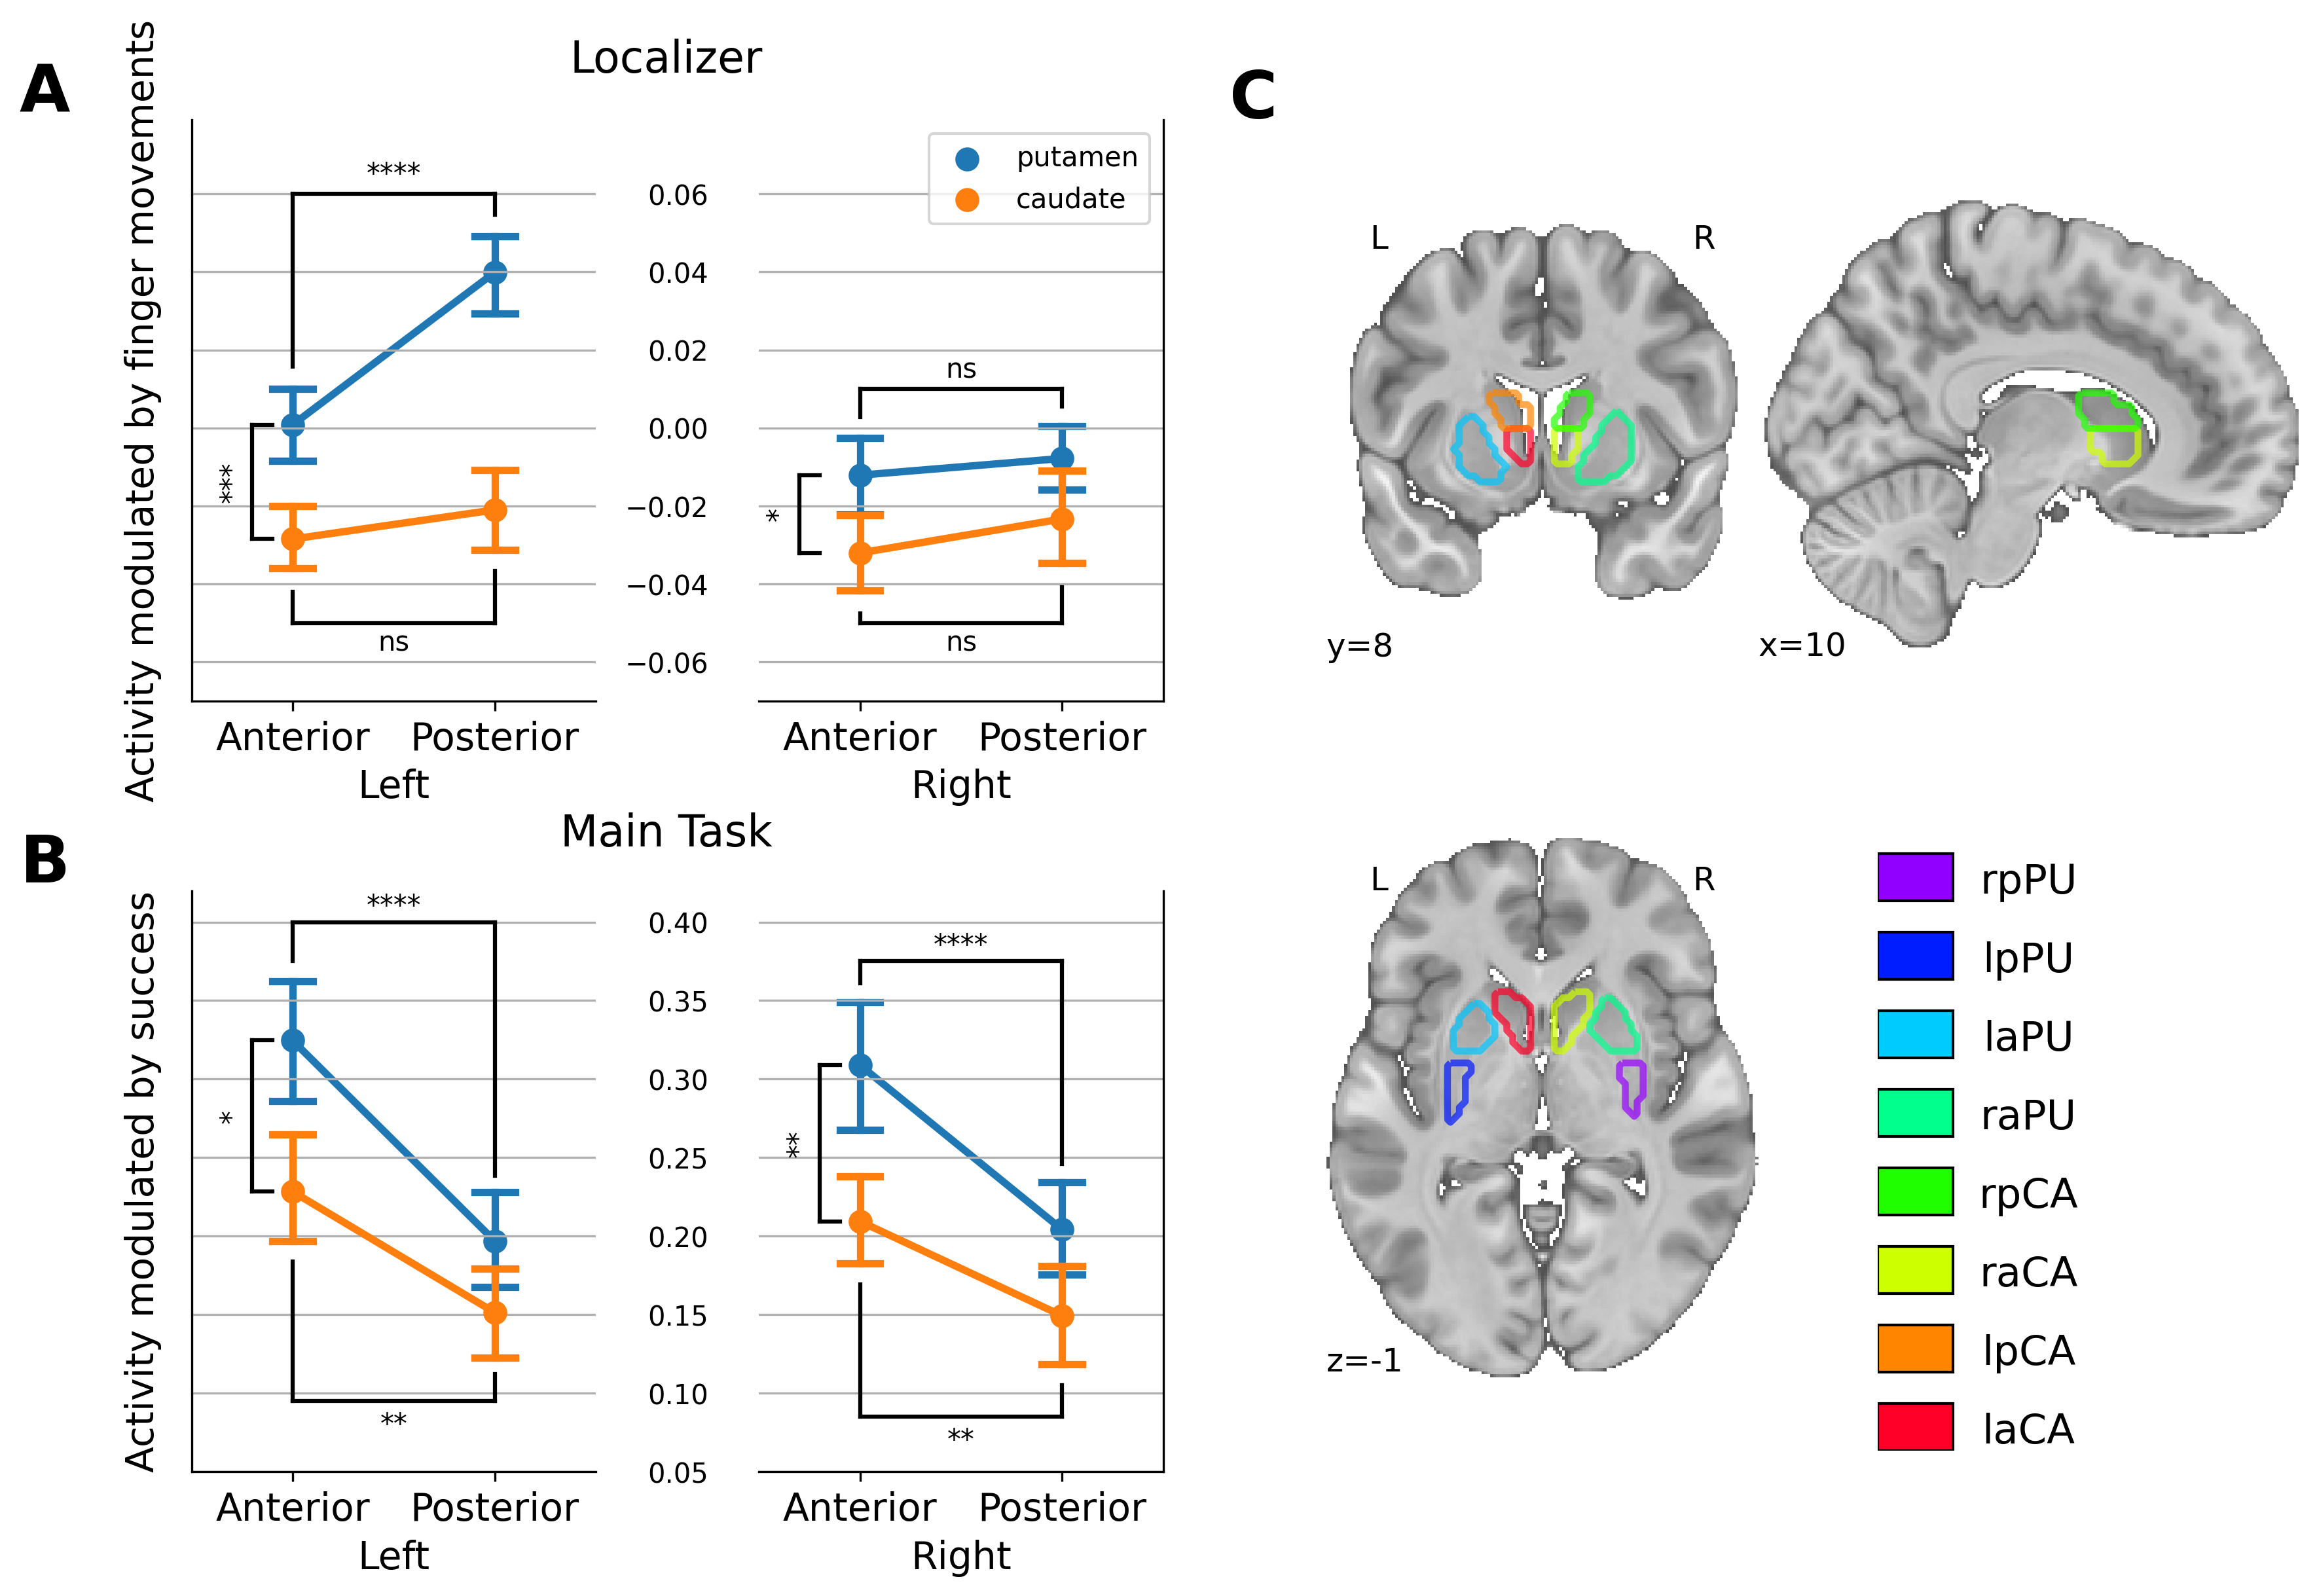 A
Localizer
Activity modulated by finger movements
putamen
caudate
****
***
ns
ns
*
ns
0.06
0.04
0.02
0.00
−0.02
−0.04
−0.06
Anterior
Posterior
Left
Anterior
Posterior
Right
B
Main Task
Activity modulated by success
****
*
**
****
**
**
0.40
0.35
0.30
0.25
0.20
0.15
0.10
0.05
Anterior
Posterior
Left
Anterior
Posterior
Right
C
L
R
y=8
x=10
L
R
z=-1
rpPU
lpPU
laPU
raPU
rpCA
raCA
lpCA
laCA